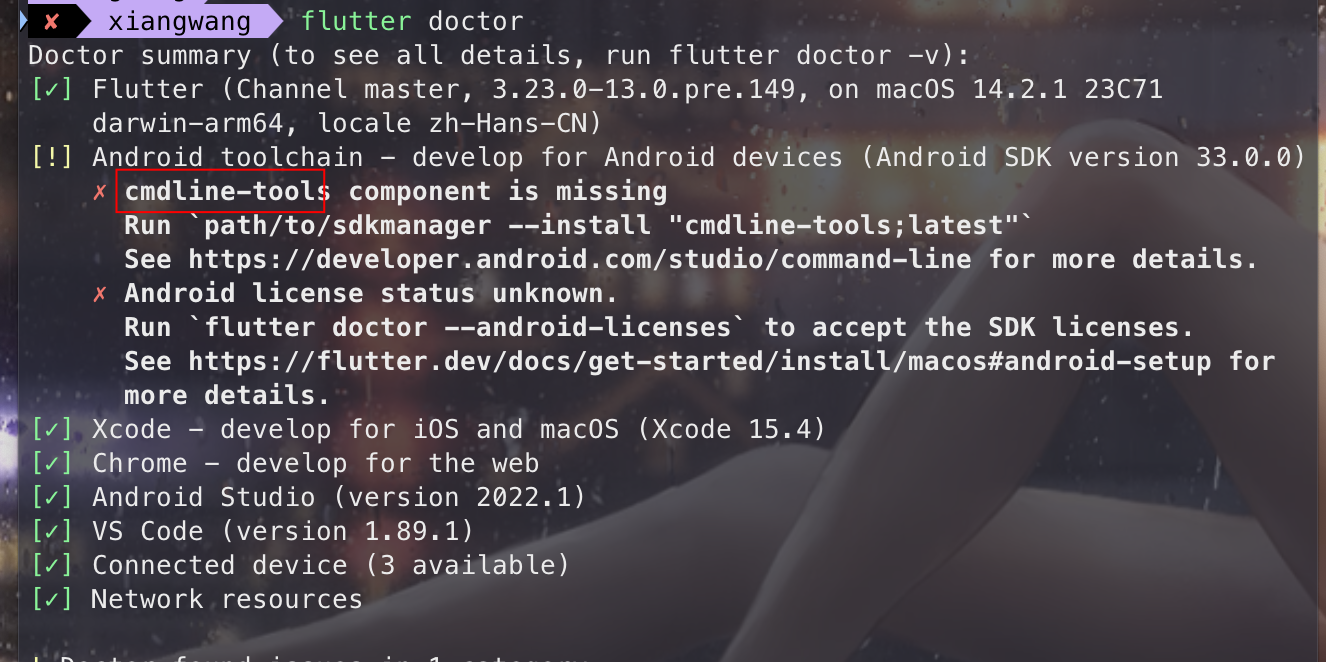 ✘ xiangwang flutter doctor
Doctor summary (to see all details, run flutter doctor -v):
[✓] Flutter (Channel master, 3.23.0-13.0.pre.149, on macOS 14.2.1 23C71
darwin-arm64, locale zh-Hans-CN)
[!] Android toolchain - develop for Android devices (Android SDK version 33.0.0)
✗ cmdline-tools component is missing
Run `path/to/sdkmanager --install "cmdline-tools;latest"`
See https://developer.android.com/studio/command-line for more details.
✗ Android license status unknown.
Run `flutter doctor --android-licenses` to accept the SDK licenses.
See https://flutter.dev/docs/get-started/install/macos#android-setup for
more details.
[✓] Xcode - develop for iOS and macOS (Xcode 15.4)
[✓] Chrome - develop for the web
[✓] Android Studio (version 2022.1)
[✓] VS Code (version 1.89.1)
[✓] Connected device (3 available)
[✓] Network resources
! Doctor found issues in 1 category.